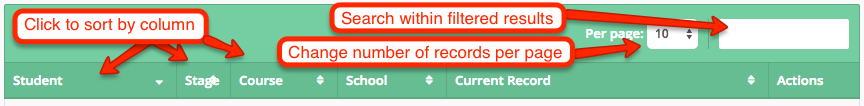 Click to sort by column
Search within filtered results
Per page: 10
Change number of records per page
Student Stage Course School Current Record Actions